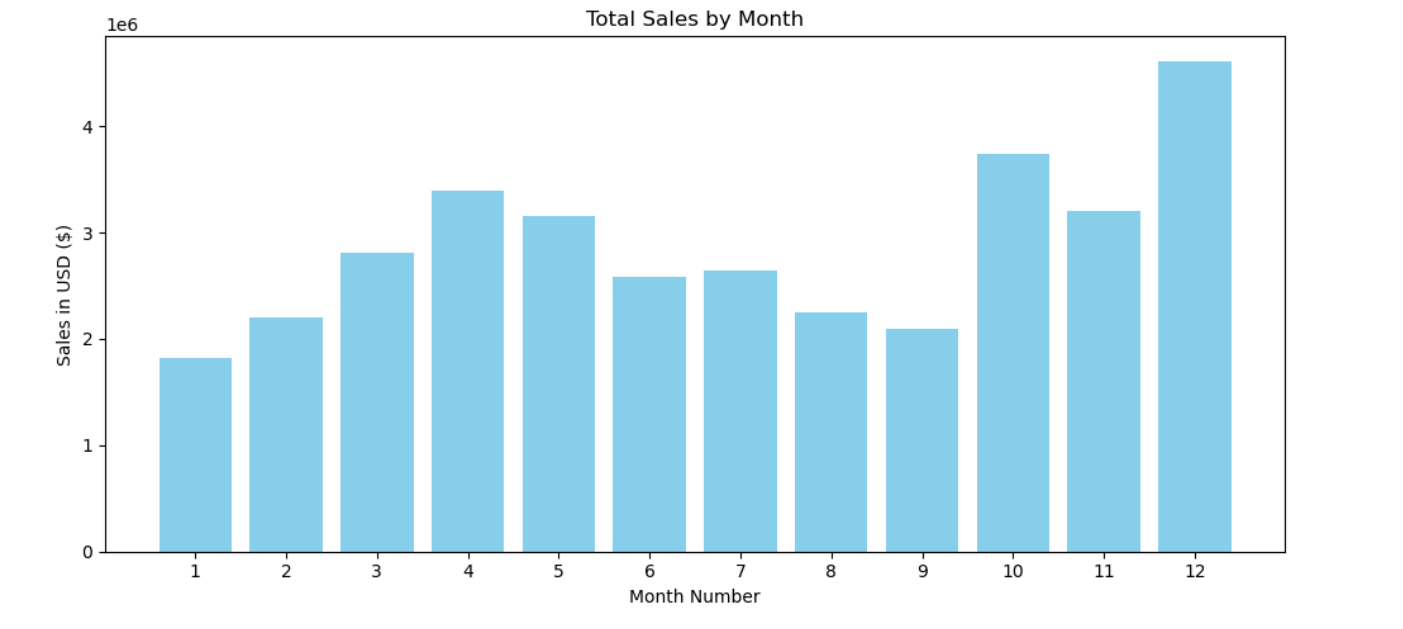 Total Sales by Month
1e6
4
3
2
1
0
Sales in USD ($)
1 2 3 4 5 6 7 8 9 10 11 12
Month Number